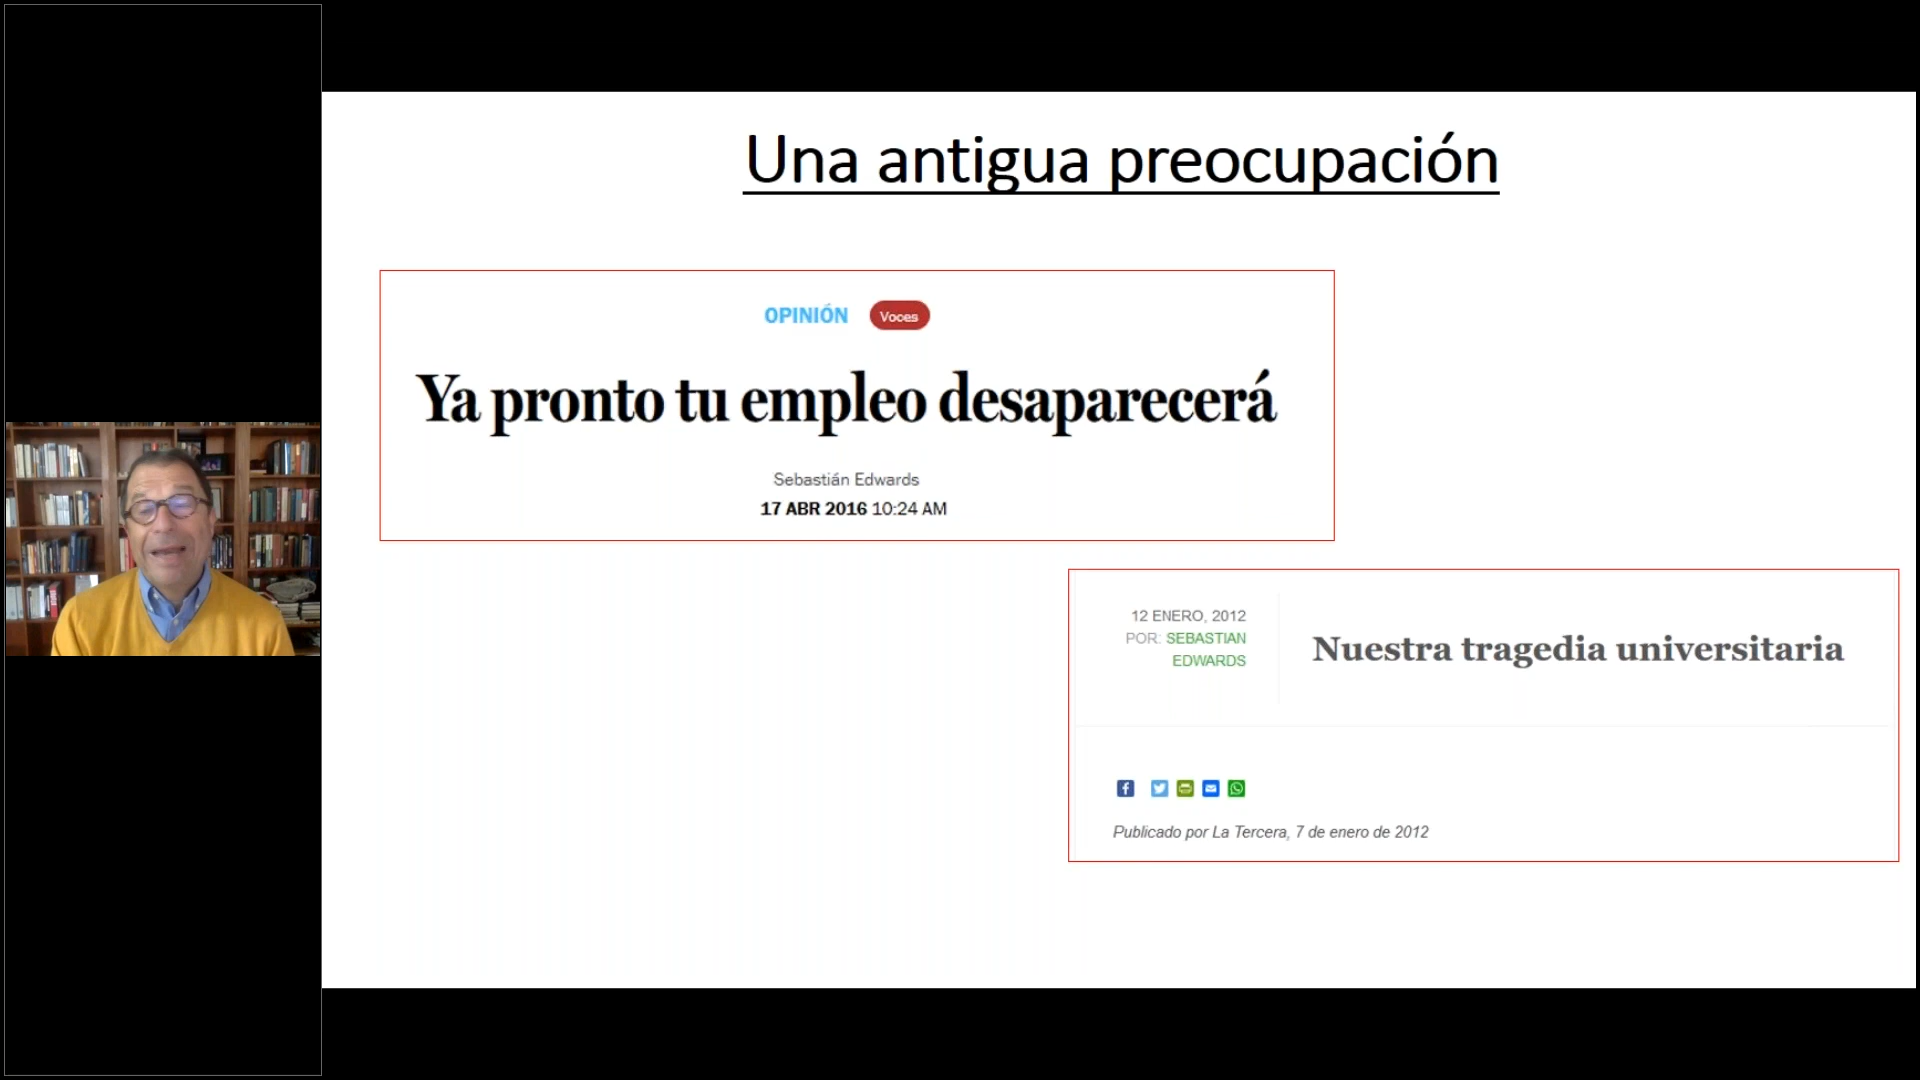 Una antigua preocupación
OPINIÓN Voces
Ya pronto tu empleo desaparecerá
Sebastián Edwards
17 ABR 2016 10:24 AM
12 ENERO, 2012
POR: SEBASTIAN
EDWARDS
Nuestra tragedia universitaria
Publicado por La Tercera, 7 de enero de 2012